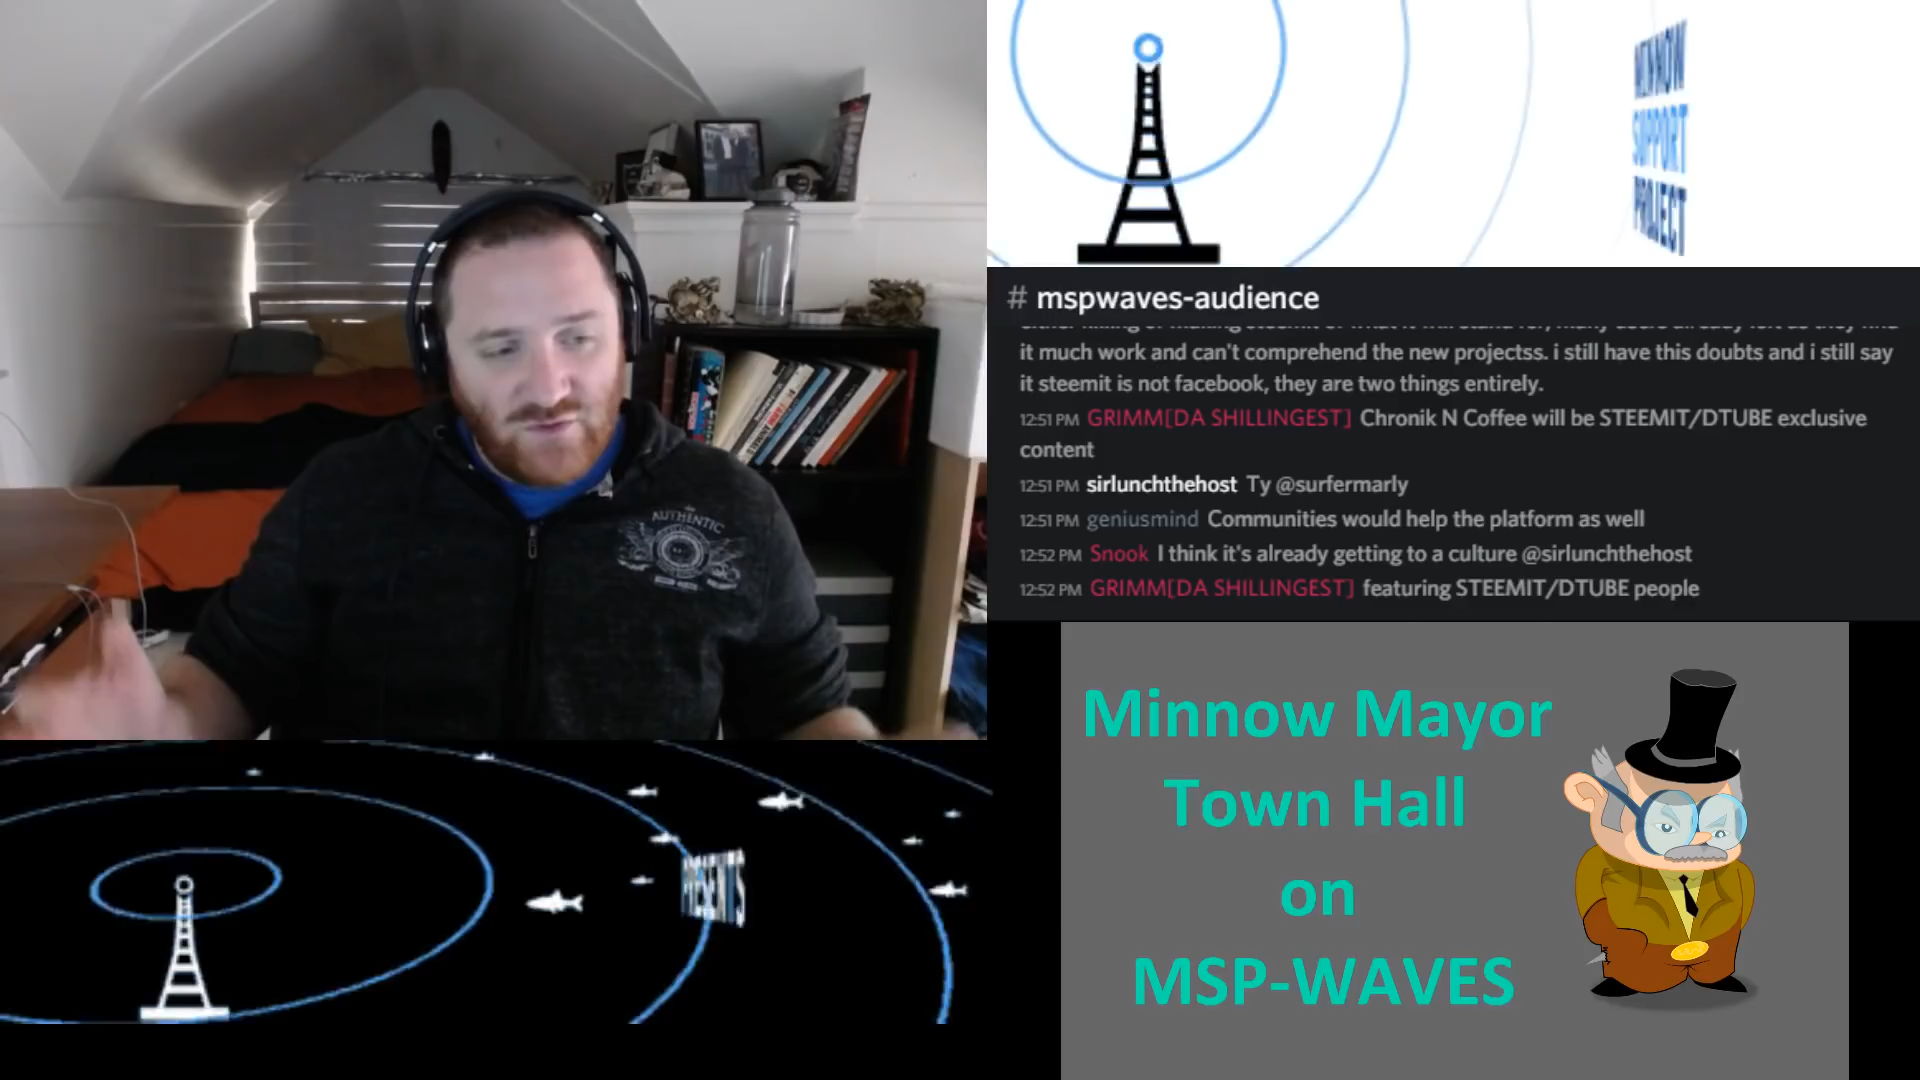 AUTHENTIC
MINNOW
SUPPORT
PROJECT
# mspwaves-audience
it much work and can't comprehend the new projectss. i still have this doubts and i still say
it steemit is not facebook, they are two things entirely.
12:51 PM GRIMM[DA SHILLINGEST] Chronik N Coffee will be STEEMIT/DTUBE exclusive
content
12:51 PM sirlunchthehost Ty @surfermarly
12:51 PM geniusmind Communities would help the platform as well
12:52 PM Snook I think it's already getting to a culture @sirlunchthehost
12:52 PM GRIMM[DA SHILLINGEST] featuring STEEMIT/DTUBE people
Minnow Mayor
Town Hall
on
MSP-WAVES